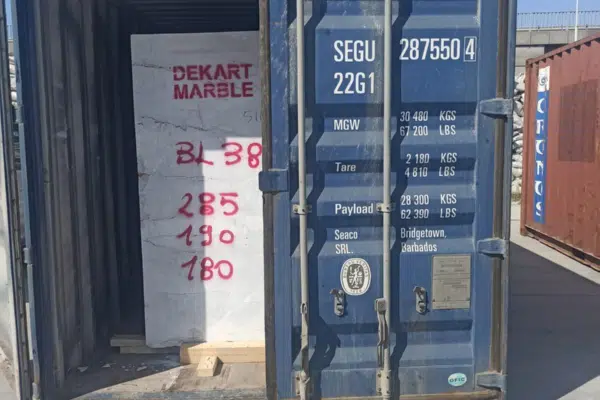 DEKART
MARBLE
BL 38
285
190
180
SEGU 287550 4
22G1
MGW 30 480 KGS
67 200 LBS
Tare 2 180 KGS
4 810 LBS
Payload 28 300 KGS
62 390 LBS
Seaco Bridgetown,
SRL. Barbados
CRONOS